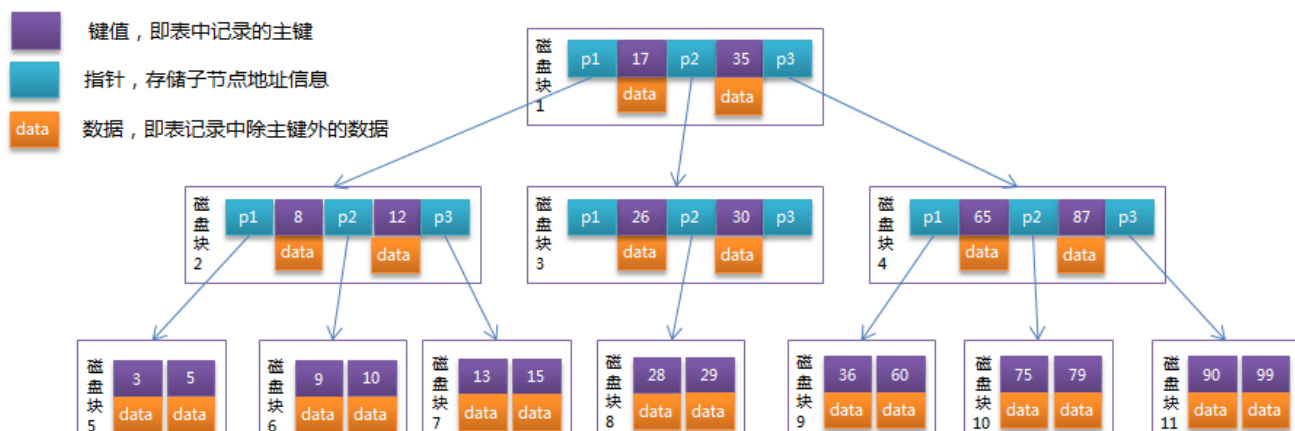 键值，即表中记录的主键
指针，存储子节点地址信息
data 数据，即表记录中除主键外的数据
磁盘块1 p1 17 p2 35 p3
data data
磁盘块2 p1 8 p2 12 p3
data data
磁盘块3 p1 26 p2 30 p3
data data
磁盘块4 p1 65 p2 87 p3
data data
磁盘块5 3 5
data data
磁盘块6 9 10
data data
磁盘块7 13 15
data data
磁盘块8 28 29
data data
磁盘块9 36 60
data data
磁盘块10 75 79
data data
磁盘块11 90 99
data data